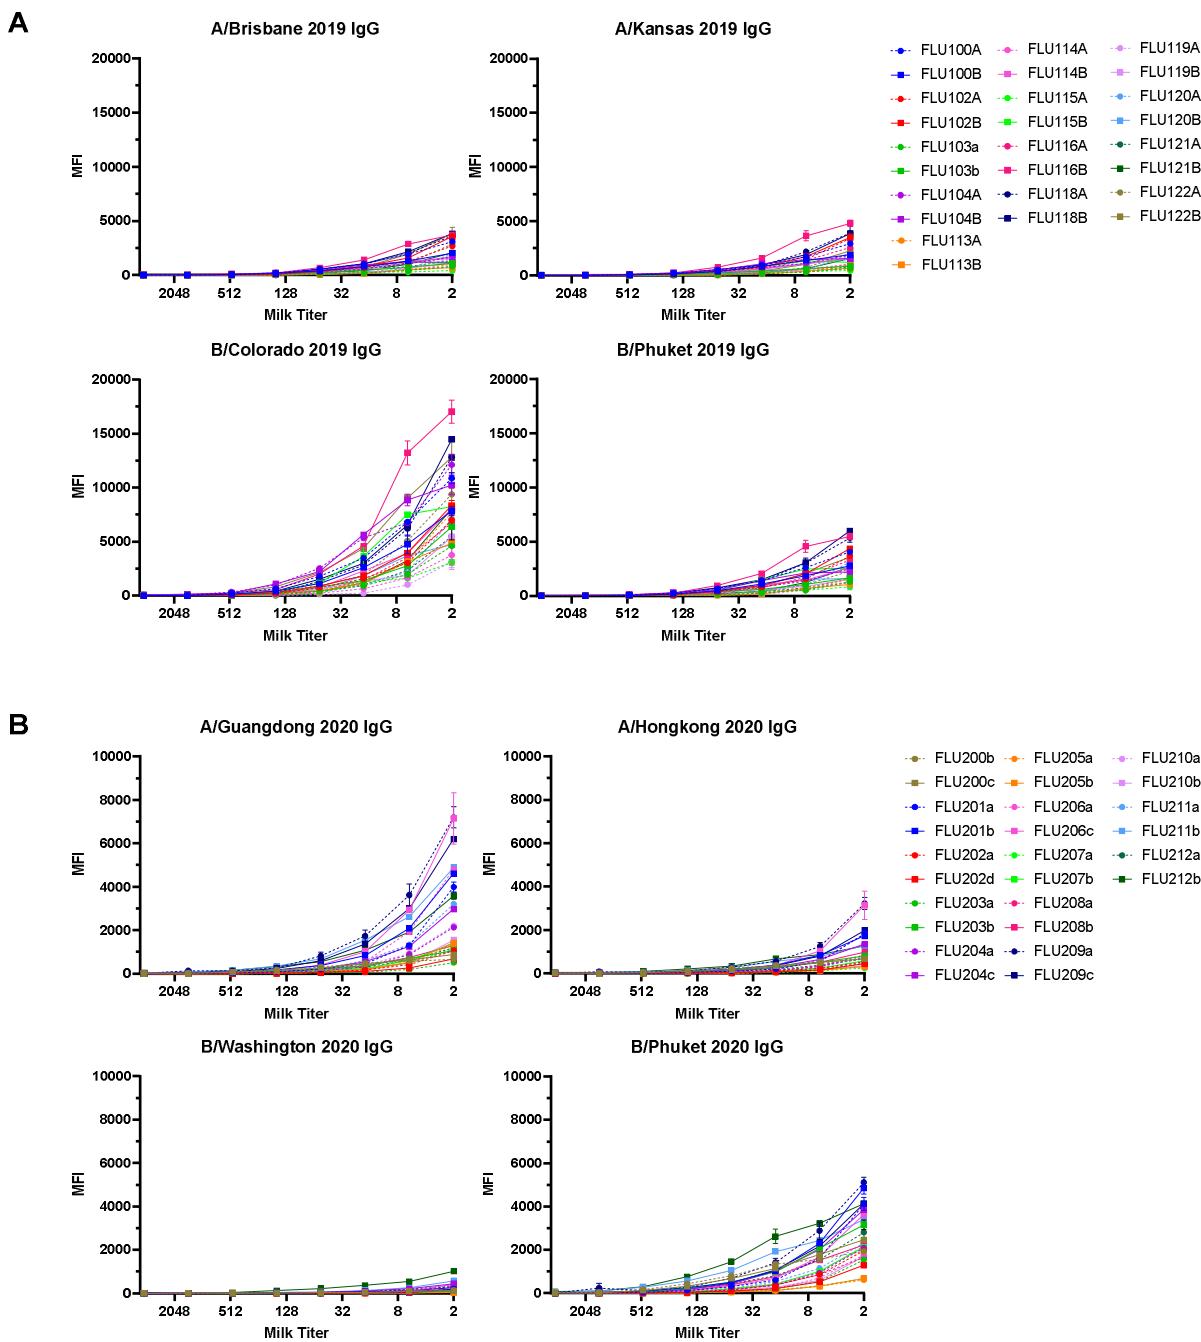 A
A/Brisbane 2019 IgG
20000
15000
10000
5000
0
MFI
2048 512 128 32 8 2
Milk Titer
A/Kansas 2019 IgG
20000
15000
10000
5000
0
MFI
2048 512 128 32 8 2
Milk Titer
FLU100A
FLU100B
FLU102A
FLU102B
FLU103a
FLU103b
FLU104A
FLU104B
FLU113A
FLU113B
FLU114A
FLU114B
FLU115A
FLU115B
FLU116A
FLU116B
FLU118A
FLU118B
FLU119A
FLU119B
FLU120A
FLU120B
FLU121A
FLU121B
FLU122A
FLU122B
B/Colorado 2019 IgG
20000
15000
10000
5000
0
MFI
2048 512 128 32 8 2
Milk Titer
B/Phuket 2019 IgG
20000
15000
10000
5000
0
MFI
2048 512 128 32 8 2
Milk Titer
B
A/Guangdong 2020 IgG
10000
8000
6000
4000
2000
0
MFI
2048 512 128 32 8 2
Milk Titer
A/Hongkong 2020 IgG
10000
8000
6000
4000
2000
0
MFI
2048 512 128 32 8 2
Milk Titer
FLU200b
FLU200c
FLU201a
FLU201b
FLU202a
FLU202d
FLU203a
FLU203b
FLU204a
FLU204c
FLU205a
FLU205b
FLU206a
FLU206c
FLU207a
FLU207b
FLU208a
FLU208b
FLU209a
FLU209c
FLU210a
FLU210b
FLU211a
FLU211b
FLU212a
FLU212b
B/Washington 2020 IgG
10000
8000
6000
4000
2000
0
MFI
2048 512 128 32 8 2
Milk Titer
B/Phuket 2020 IgG
10000
8000
6000
4000
2000
0
MFI
2048 512 128 32 8 2
Milk Titer